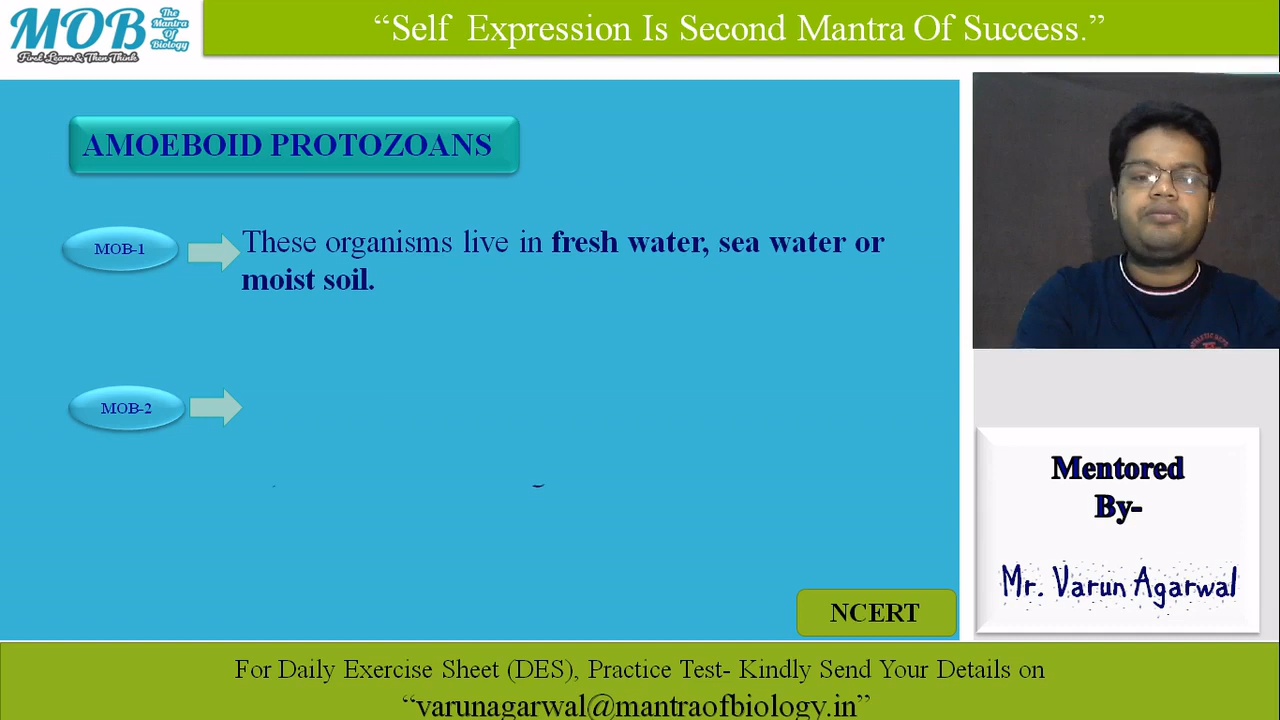 MOB The Mantra Of Biology
First Learn & Then Think
“Self Expression Is Second Mantra Of Success.”
AMOEBOID PROTOZOANS
MOB-1
These organisms live in fresh water, sea water or
moist soil.
MOB-2
NCERT
Mentored
By-
Mr. Varun Agarwal
For Daily Exercise Sheet (DES), Practice Test- Kindly Send Your Details on
“varunagarwal@mantraofbiology.in”